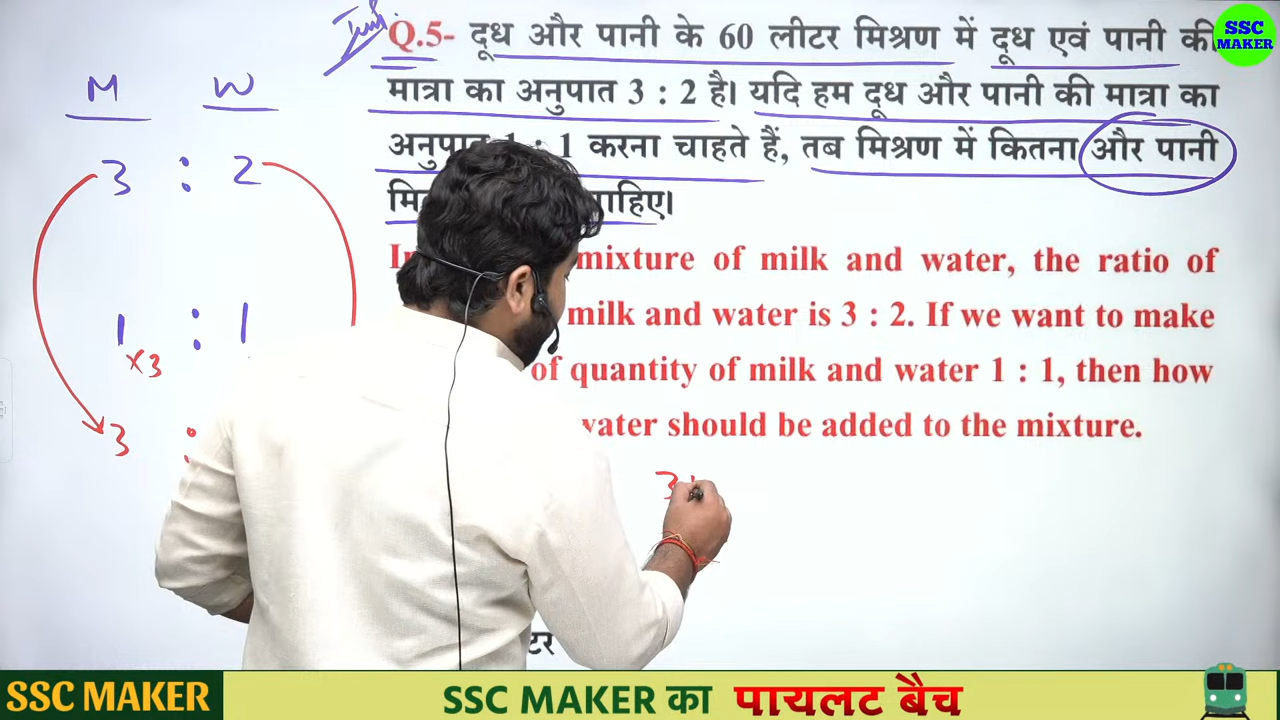 SSC
MAKER
Q.5- दूध और पानी के 60 लीटर मिश्रण में दूध एवं पानी की
मात्रा का अनुपात 3 : 2 है। यदि हम दूध और पानी की मात्रा का
: 1 करना चाहते हैं, तब मिश्रण में कितना और पानी
mixture of milk and water, the ratio of
milk and water is 3 : 2. If we want to make
of quantity of milk and water 1 : 1, then how
water should be added to the mixture.
M W
3 : 2
1 : 1
×3
3 :
3
SSC MAKER
SSC MAKER का पायलट बैच